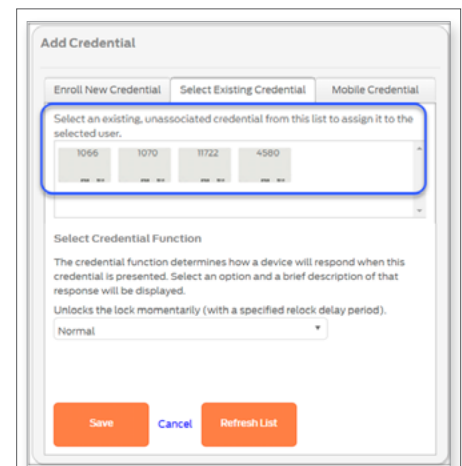 Add Credential
Enroll New Credential Select Existing Credential Mobile Credential
Select an existing, unassociated credential from this list to assign it to the
selected user.
1066 1070 11722 4580
Select Credential Function
The credential function determines how a device will respond when this
credential is presented. Select an option and a brief description of that
response will be displayed.
Unlocks the lock momentarily (with a specified relock delay period).
Normal
Save Cancel Refresh List